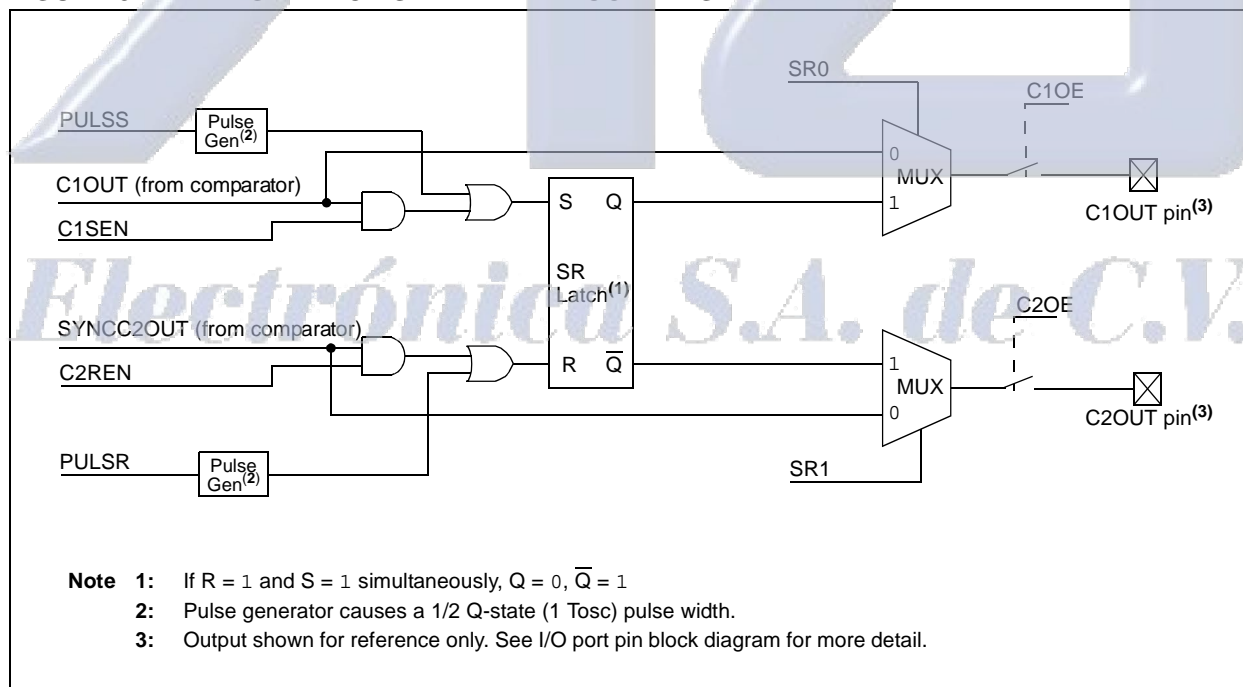 SR0
C1OE
PULSS
Pulse
Gen(2)
0
C1OUT (from comparator)
MUX
S Q
1
C1OUT pin(3)
C1SEN
SR
Latch(1)
Electrónica S.A. de C.V.
C2OE
SYNCC2OUT (from comparator)
1
R Q̅
C2REN
MUX
0
C2OUT pin(3)
PULSR
Pulse
Gen(2)
SR1
Note 1: If R = 1 and S = 1 simultaneously, Q = 0, Q̅ = 1
2: Pulse generator causes a 1/2 Q-state (1 Tosc) pulse width.
3: Output shown for reference only. See I/O port pin block diagram for more detail.